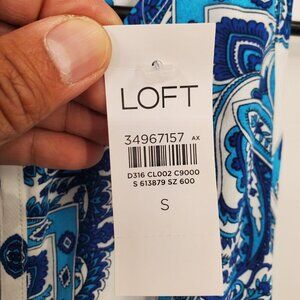 LOFT
34967157 AX
D316 CL002 C9000
S 613879 SZ 600
S